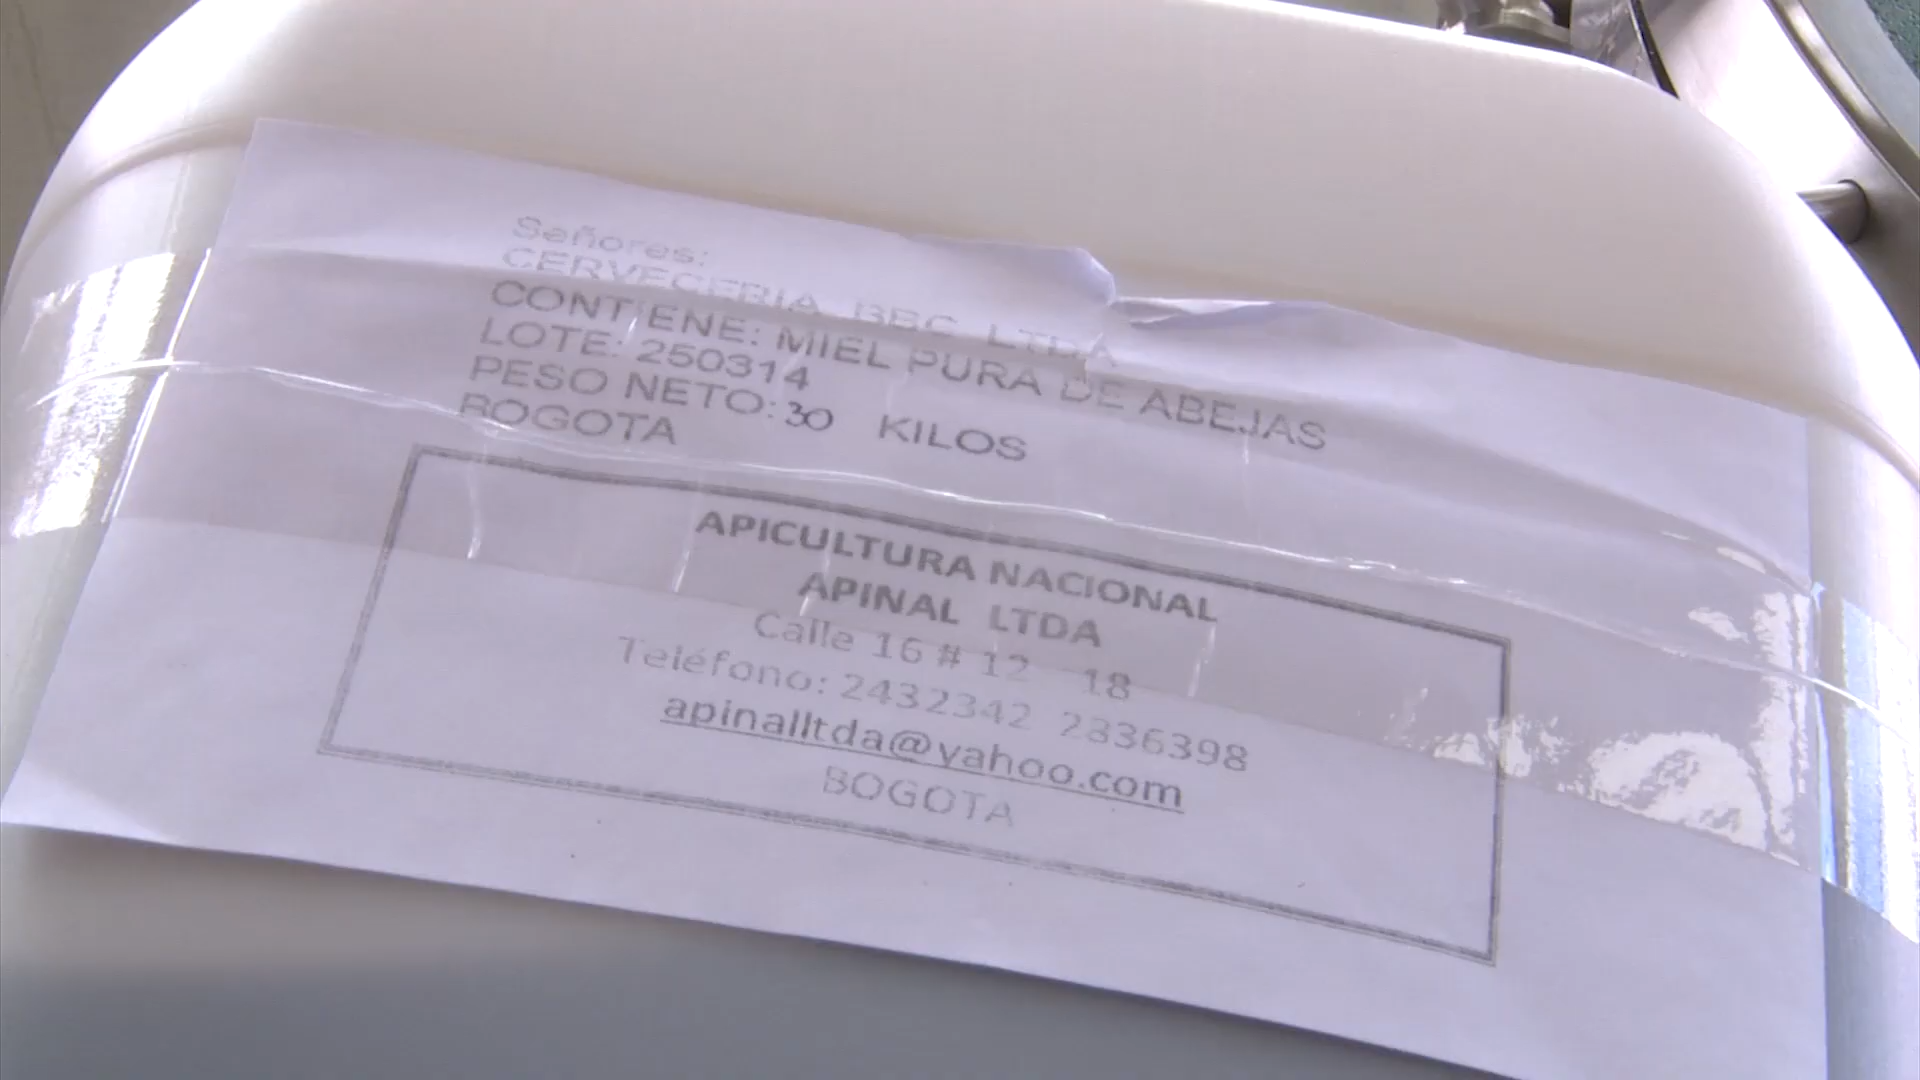 Señores:
CERVECERIA BBC LTDA
CONTIENE: MIEL PURA DE ABEJAS
LOTE: 250314
PESO NETO: 30 KILOS
BOGOTA
APICULTURA NACIONAL
APINAL LTDA
Calle 16 # 12 18
Teléfono: 2432342 2836398
apinalltda@yahoo.com
BOGOTA